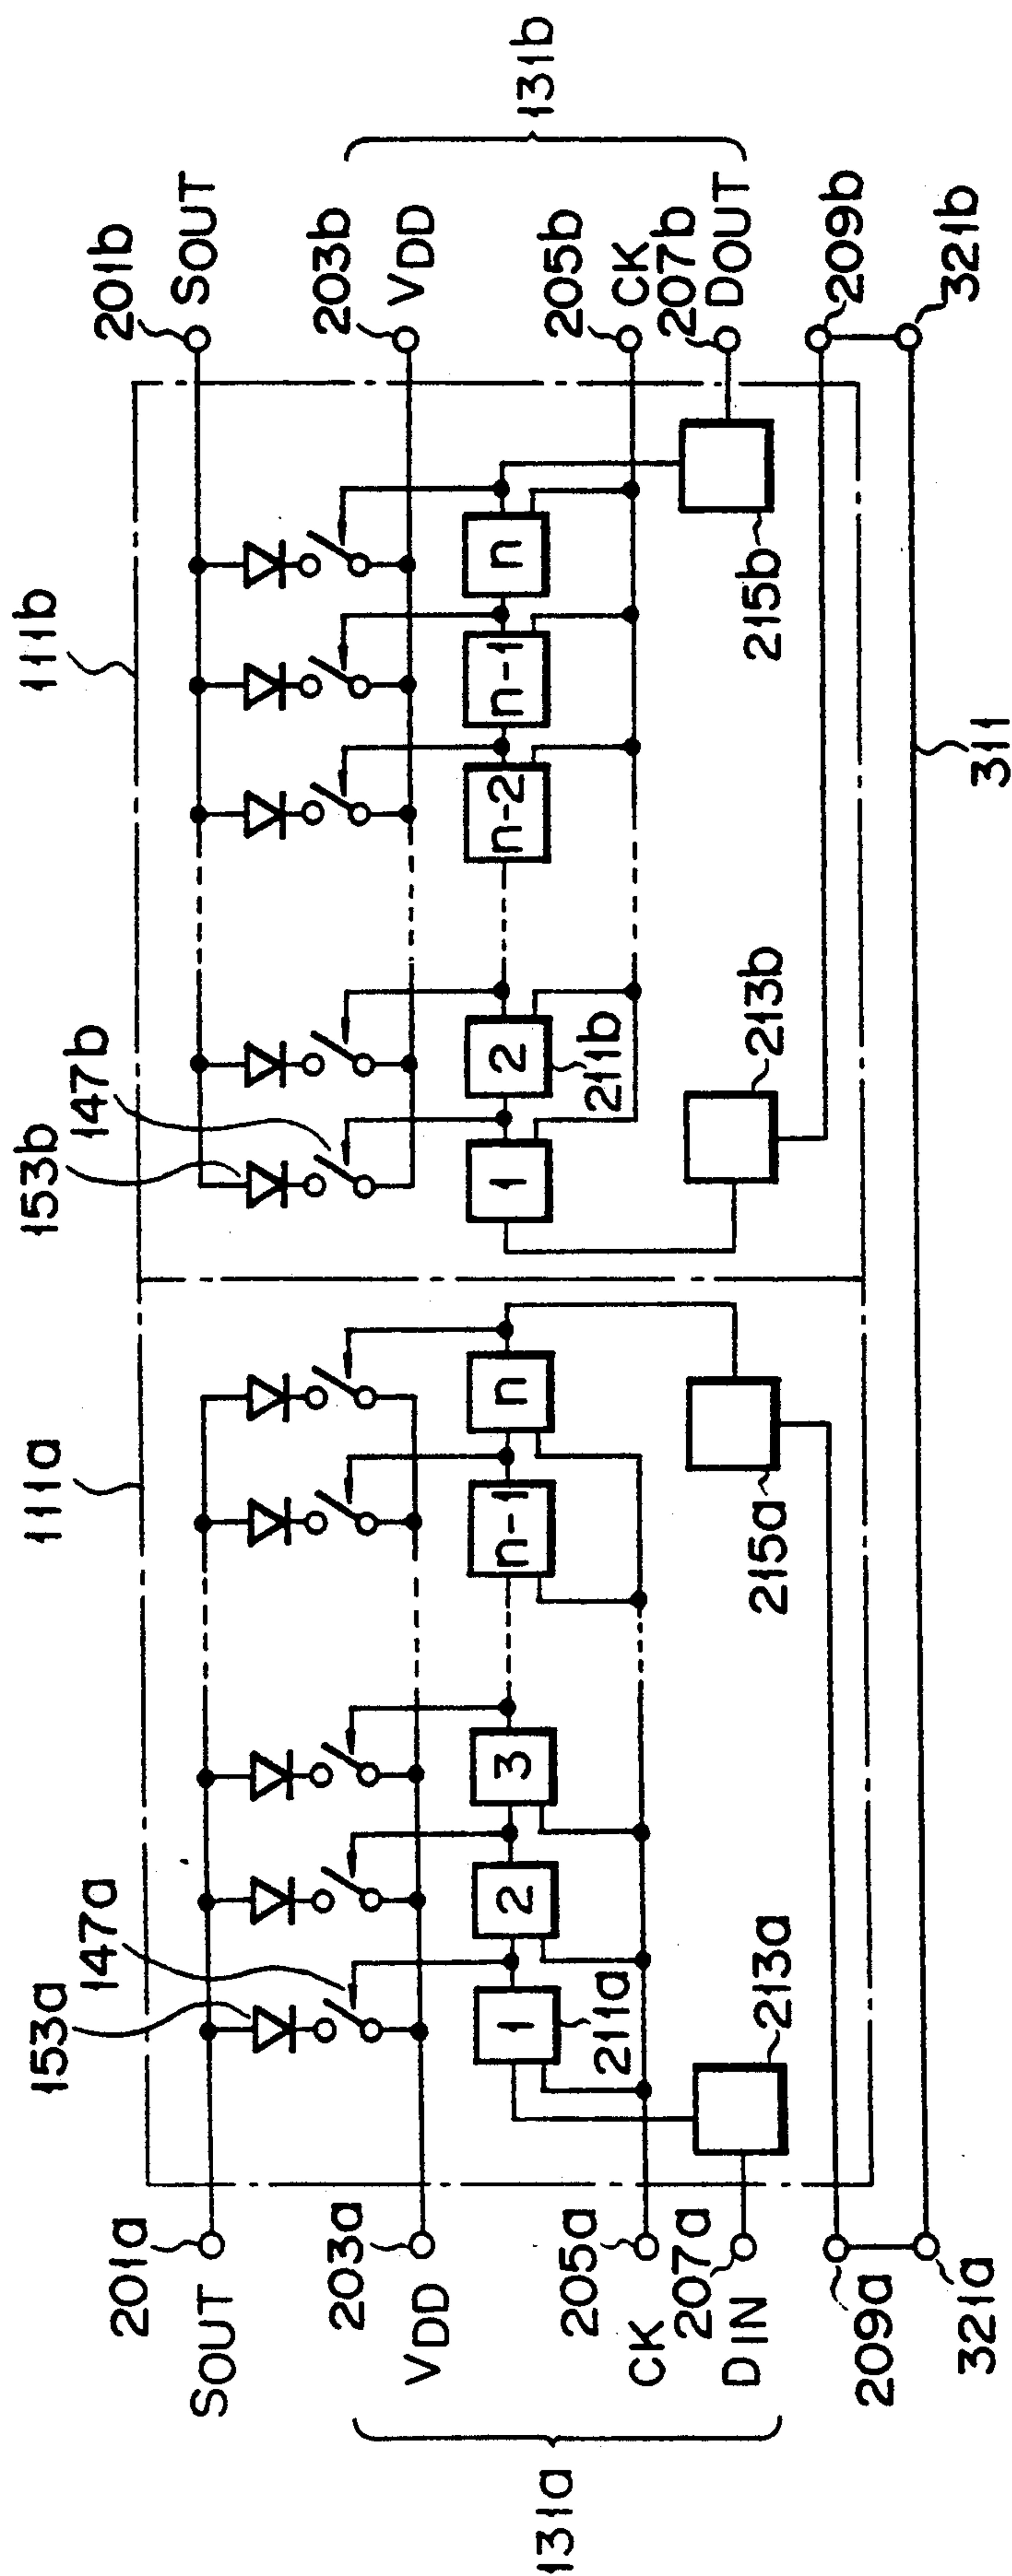 111a
111b
153a
147a
153b
147b
201a
SOUT
201b
SOUT
203a
VDD
203b
VDD
131a
131b
1
2
3
n-1
n
1
2
n-2
n-1
n
211a
211b
205a
CK
205b
CK
207a
DIN
207b
DOUT
213a
215a
213b
215b
209a
209b
321a
321b
311